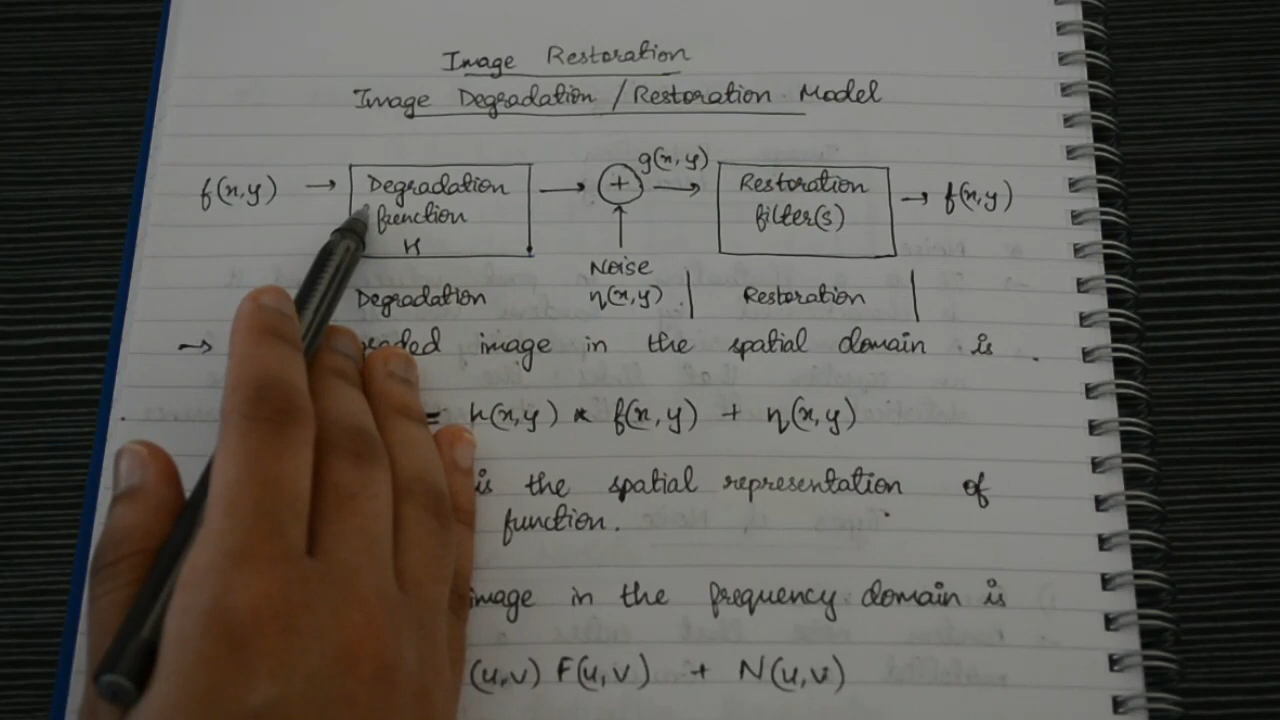 Image Restoration
Image Degradation / Restoration Model
f(x,y) → Degradation function H → + g(x,y) → Restoration filter(s) → f(x,y)
Noise
Degradation η(x,y) | Restoration |
→ image in the spatial domain is .
= h(x,y) * f(x,y) + η(x,y)
is the spatial representation of
function.
image in the frequency domain is
(u,v) F(u,v) + N(u,v)